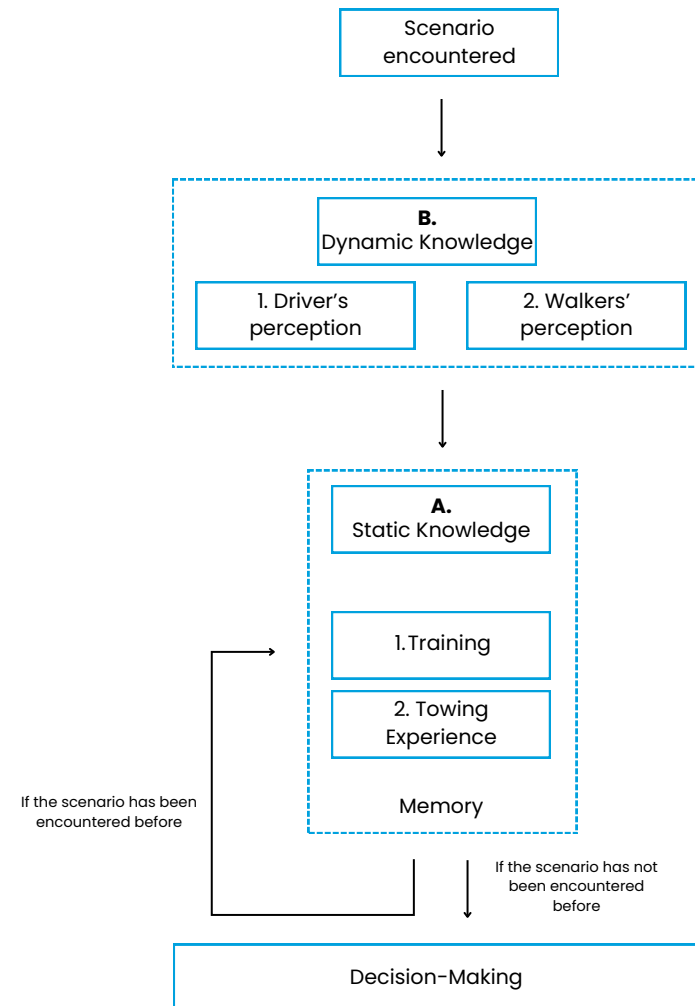 Scenario
encountered
B.
Dynamic Knowledge
1. Driver's
perception
2. Walkers'
perception
A.
Static Knowledge
1.Training
2. Towing
Experience
Memory
If the scenario has been
encountered before
If the scenario has not
been encountered
before
Decision-Making